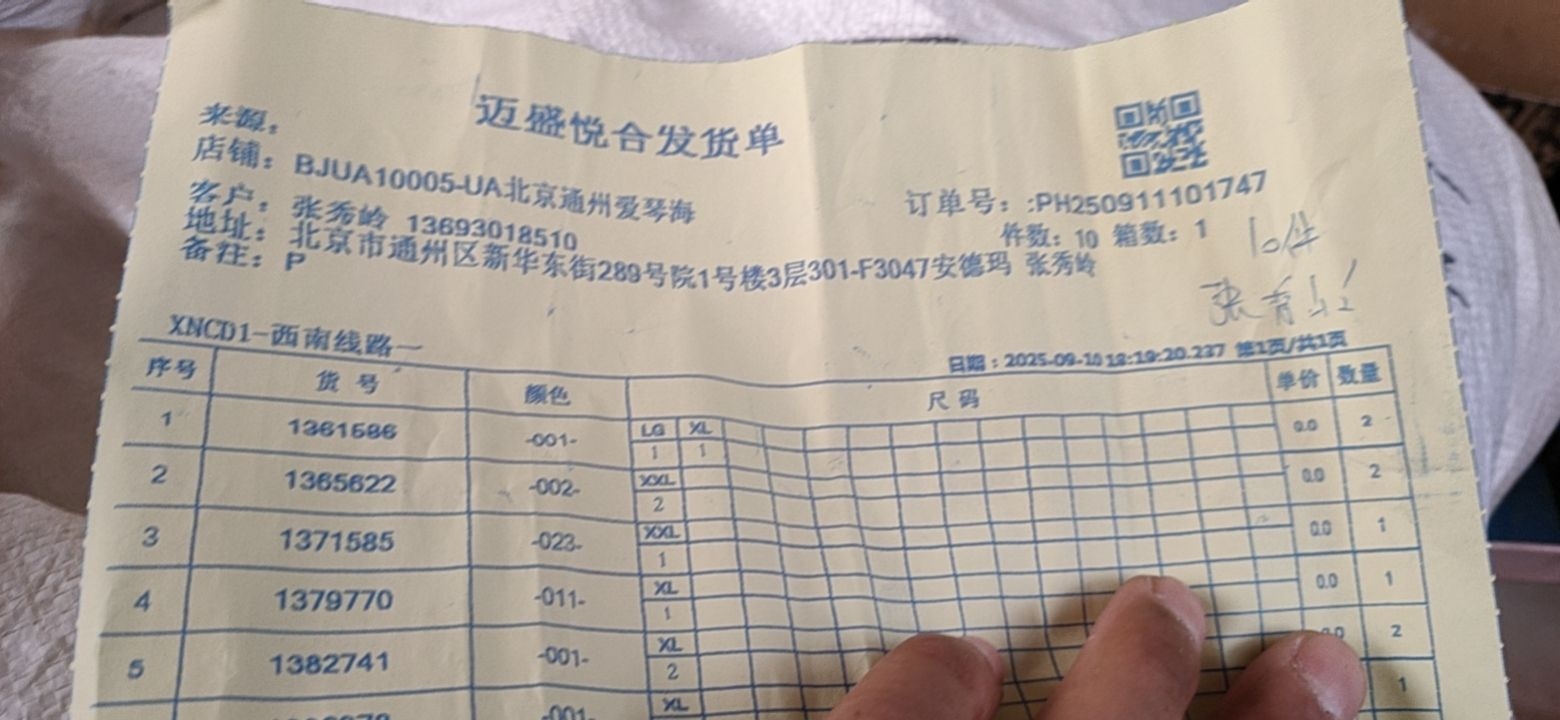 迈盛悦合发货单
来源:
店铺: BJUA10005-UA北京通州爱琴海
订单号: :PH250911101747
客户: 张秀岭 13693018510
件数: 10 箱数: 1 10件
地址: 北京市通州区新华东街289号院1号楼3层301-F3047安德玛 张秀岭
备注: P
XNCD1-西南线路一
日期: 2025-09-10 18:19:20.237 第1页/共1页
序号 货号 颜色 尺码 单价 数量
1 1361586 -001- LG XL 0.0 2
1 1
2 1365622 -002- XXL 0.0 2
2
3 1371585 -023- XXL 0.0 1
1
4 1379770 -011- XL 0.0 1
1
5 1382741 -001- XL 0.0 2
2
-001- XL 1